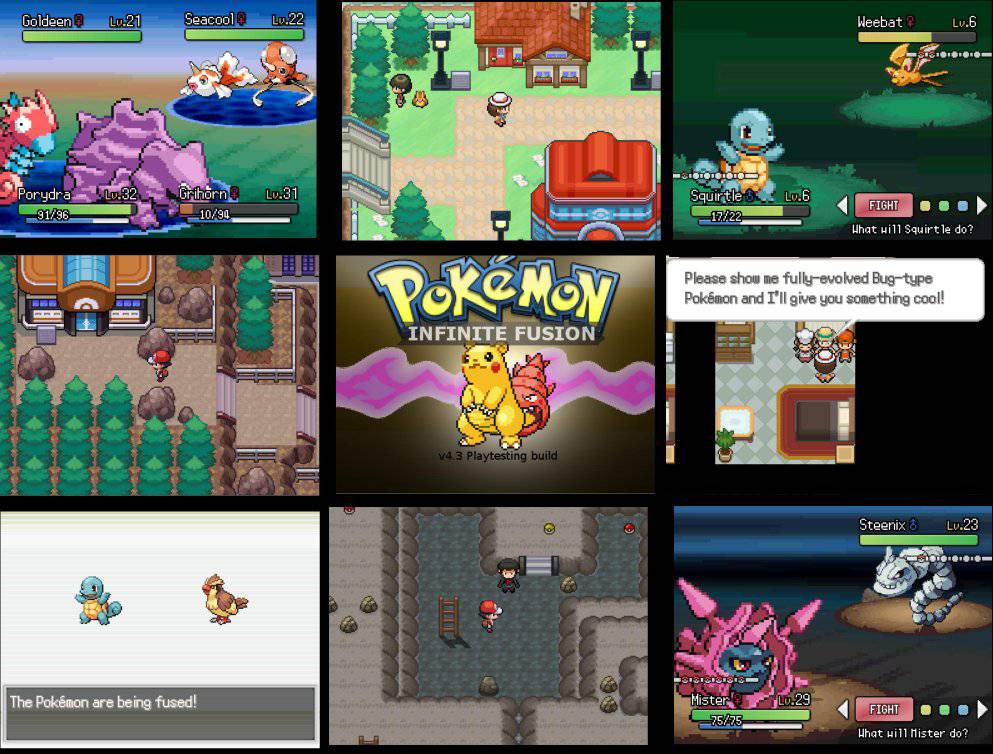 Goldeen♀ Lv.21
Seacool♂ Lv.22
Porydra Lv.32
91/96
Grihorn♀ Lv.31
10/94
Weebat♀ Lv.6
Squirtle♂ Lv.6
17/22
FIGHT
What will Squirtle do?
POKéMON
INFINITE FUSION
v4.3 Playtesting build
Please show me fully-evolved Bug-type
Pokémon and I'll give you something cool!
The Pokémon are being fused!
Steenix♂ Lv.23
Mister♀ Lv.29
75/75
FIGHT
What will Mister do?